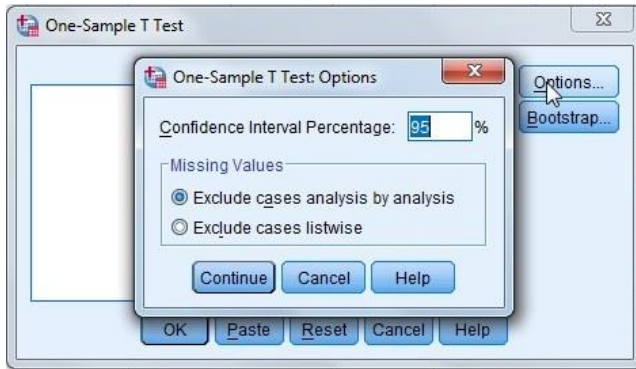 One-Sample T Test
One-Sample T Test: Options
Options...
Bootstrap...
Confidence Interval Percentage: 95 %
Missing Values
Exclude cases analysis by analysis
Exclude cases listwise
Continue Cancel Help
OK Paste Reset Cancel Help